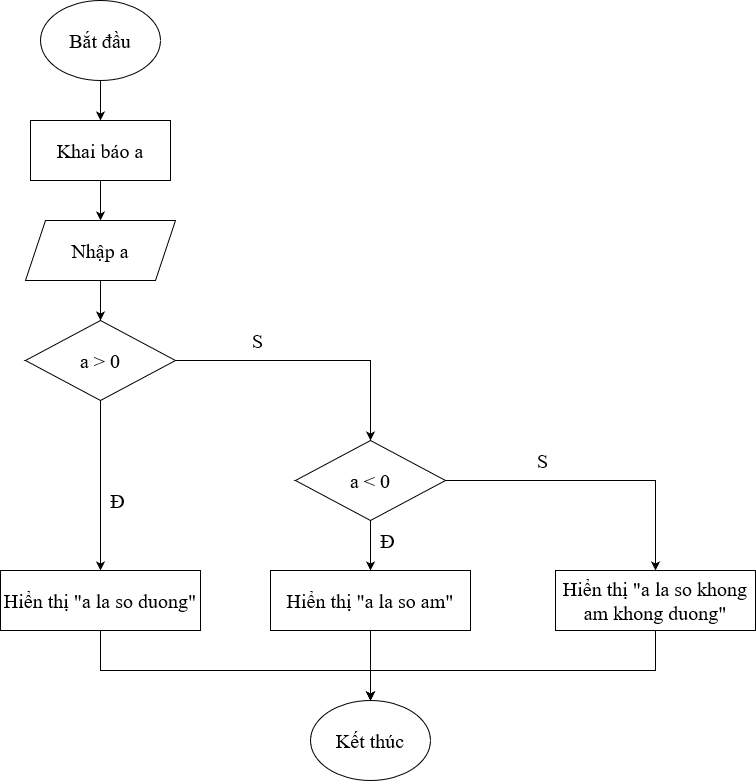 Bắt đầu
Khai báo a
Nhập a
a > 0
S
a < 0
S
Đ
Đ
Hiển thị "a la so duong"
Hiển thị "a la so am"
Hiển thị "a la so khong
am khong duong"
Kết thúc